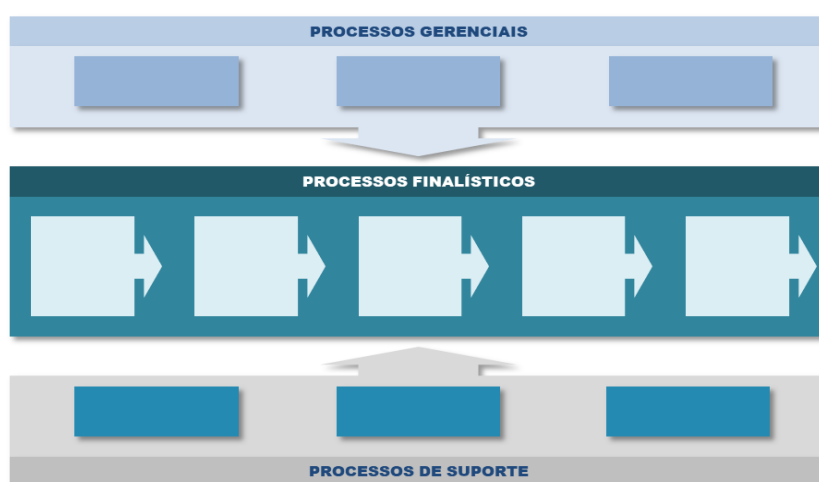 PROCESSOS GERENCIAIS
PROCESSOS FINALÍSTICOS
PROCESSOS DE SUPORTE